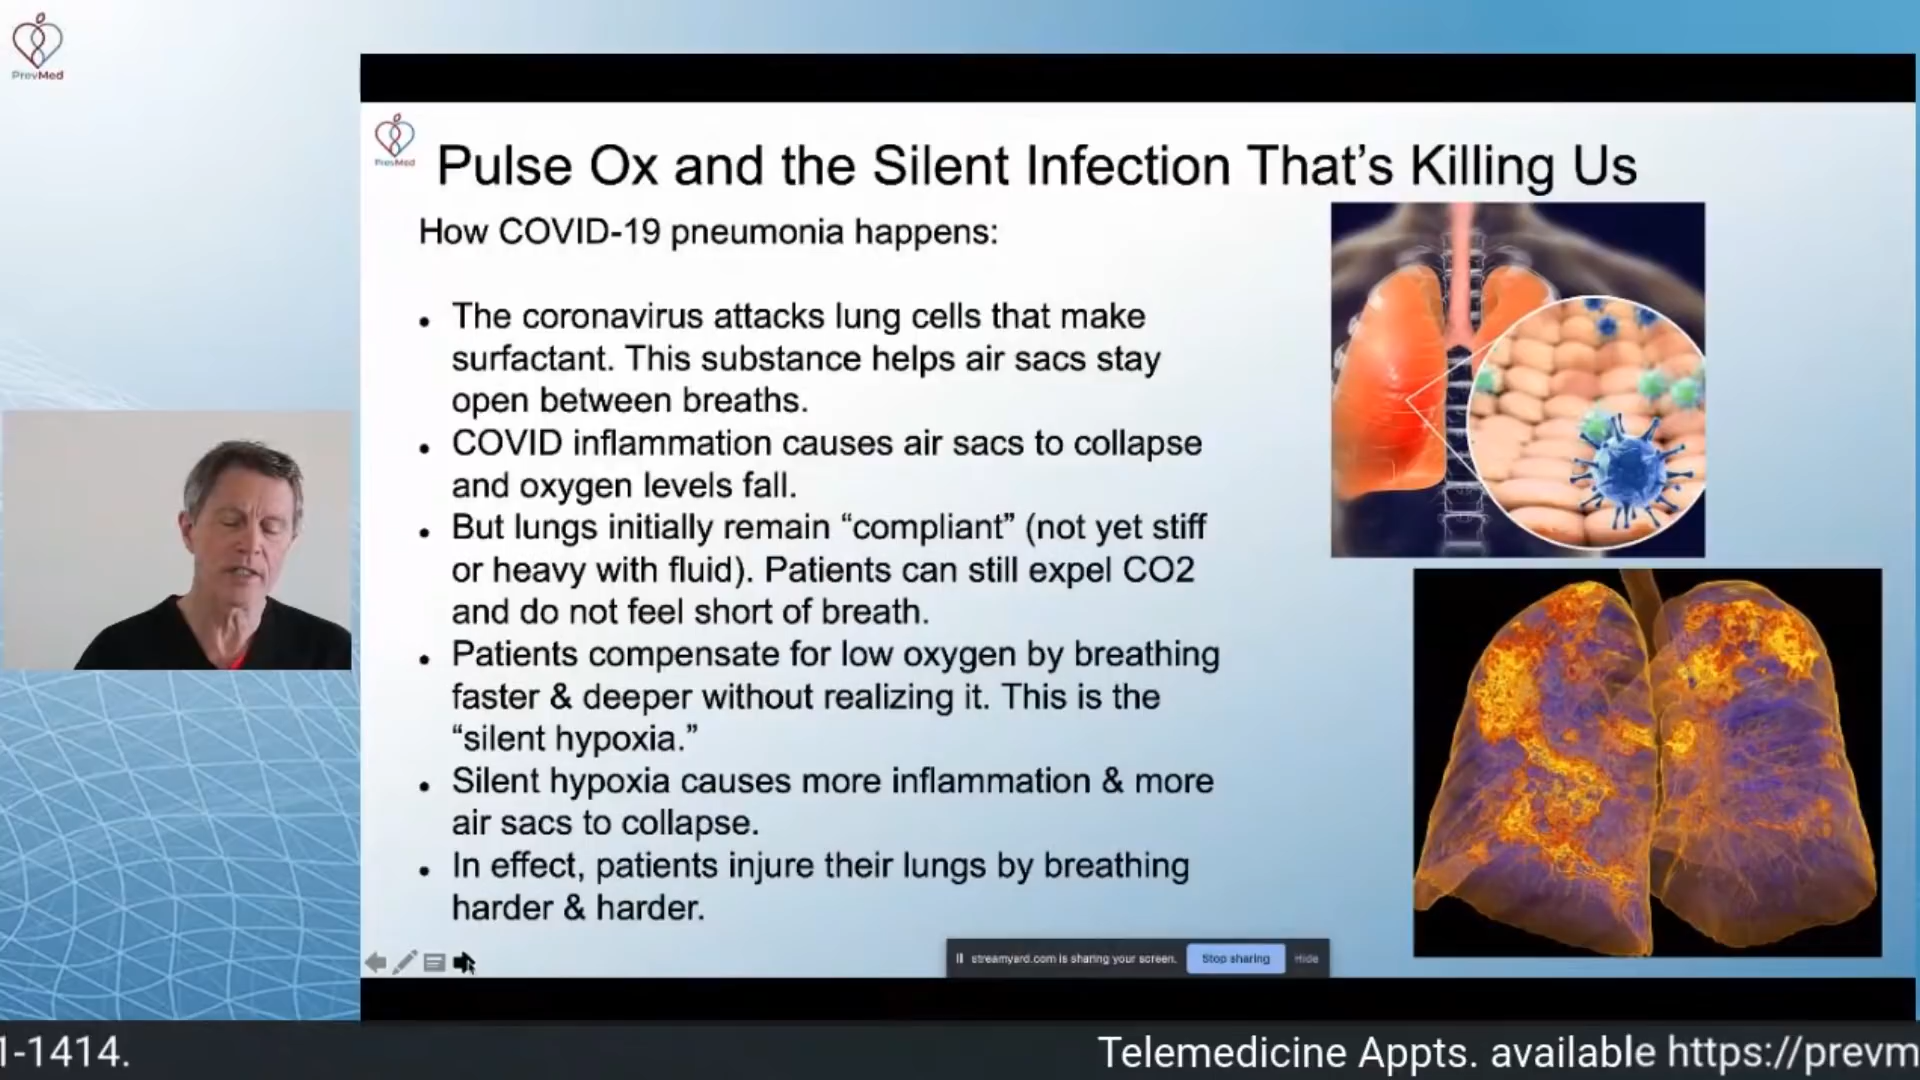 PrevMed
PrevMed
Pulse Ox and the Silent Infection That’s Killing Us
How COVID-19 pneumonia happens:
• The coronavirus attacks lung cells that make
surfactant. This substance helps air sacs stay
open between breaths.
• COVID inflammation causes air sacs to collapse
and oxygen levels fall.
• But lungs initially remain “compliant” (not yet stiff
or heavy with fluid). Patients can still expel CO2
and do not feel short of breath.
• Patients compensate for low oxygen by breathing
faster & deeper without realizing it. This is the
“silent hypoxia.”
• Silent hypoxia causes more inflammation & more
air sacs to collapse.
• In effect, patients injure their lungs by breathing
harder & harder.
streamyard.com is sharing your screen. Stop sharing Hide
1-1414. Telemedicine Appts. available https://prevm